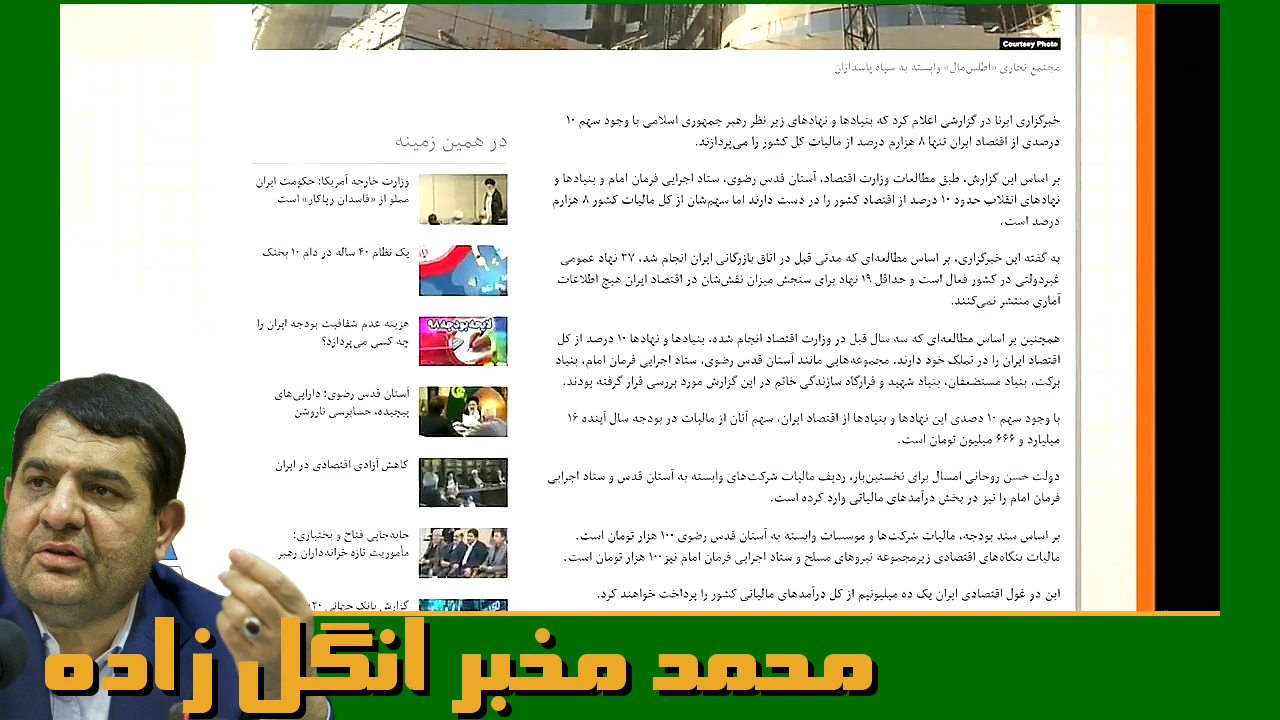 Courtesy Photo
مجتمع تجاری «اطلس‌مال» وابسته به سپاه پاسداران
خبرگزاری ایرنا در گزارشی اعلام کرد که بنیادها و نهادهای زیر نظر رهبر جمهوری اسلامی با وجود سهم ۱۰
درصدی از اقتصاد ایران تنها ۸ هزارم درصد از مالیات کل کشور را می‌پردازند.
بر اساس این گزارش، طبق مطالعات وزارت اقتصاد، آستان قدس رضوی، ستاد اجرایی فرمان امام و بنیادها و
نهادهای انقلاب حدود ۱۰ درصد از اقتصاد کشور را در دست دارند اما سهم‌شان از کل مالیات کشور ۸ هزارم
درصد است.
به گفته این خبرگزاری، بر اساس مطالعه‌ای که مدتی قبل در اتاق بازرگانی ایران انجام شد، ۳۷ نهاد عمومی
غیردولتی در کشور فعال است و حداقل ۱۹ نهاد برای سنجش میزان نقش‌شان در اقتصاد ایران هیچ اطلاعات
آماری منتشر نمی‌کنند.
همچنین بر اساس مطالعه‌ای که سه سال قبل در وزارت اقتصاد انجام شده، بنیادها و نهادها ۱۰ درصد از کل
اقتصاد ایران را در تملک خود دارند. مجموعه‌هایی مانند آستان قدس رضوی، ستاد اجرایی فرمان امام، بنیاد
برکت، بنیاد مستضعفان، بنیاد شهید و قرارگاه سازندگی خاتم در این گزارش مورد بررسی قرار گرفته بودند.
با وجود سهم ۱۰ دصدی این نهادها و بنیادها از اقتصاد ایران، سهم آنان از مالیات در بودجه سال آینده ۱۶
میلیارد و ۶۶۶ میلیون تومان است.
دولت حسن روحانی امسال برای نخستین‌بار، ردیف مالیات شرکت‌های وابسته به آستان قدس و ستاد اجرایی
فرمان امام را نیز در بخش درآمدهای مالیاتی وارد کرده است.
بر اساس سند بودجه، مالیات شرکت‌ها و موسسات وابسته به آستان قدس رضوی ۱۰۰ هزار تومان است.
مالیات بنگاه‌های اقتصادی زیرمجموعه نیروهای مسلح و ستاد اجرایی فرمان امام نیز ۱۰۰ هزار تومان است.
این دو غول اقتصادی ایران یک ده میلیونیم از کل درآمدهای مالیاتی کشور را پرداخت خواهند کرد.
در همین زمینه
وزارت خارجه آمریکا: حکومت ایران
مملو از «فاسدان ریاکار» است
یک نظام ۴۰ ساله در دام ۱۰ بختک
لایحه بودجه ۹۸
هزینه عدم شفافیت بودجه ایران را
چه کسی می‌پردازد؟
آستان قدس رضوی؛ دارایی‌های
پیچیده، حسابرسی ناروشن
کاهش آزادی اقتصادی در ایران
جابه‌جایی فتاح و بختیاری؛
مأموریت تازه خزانه‌داران رهبر
گزارش بانک جهانی
محمد مخبر انگل زاده